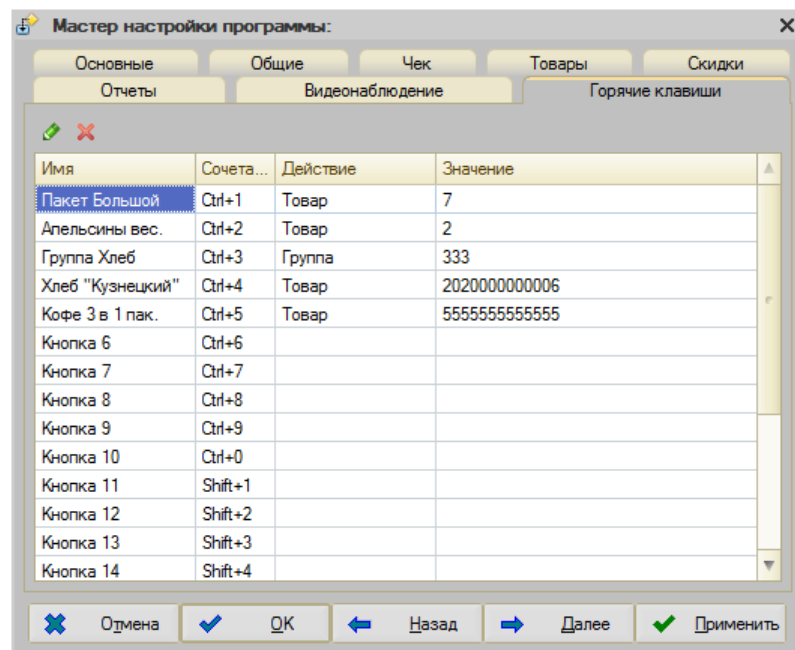 Мастер настройки программы:
Основные Общие Чек Товары Скидки
Отчеты Видеонаблюдение Горячие клавиши
Имя Сочета... Действие Значение
Пакет Большой Ctrl+1 Товар 7
Апельсины вес. Ctrl+2 Товар 2
Группа Хлеб Ctrl+3 Группа 333
Хлеб "Кузнецкий" Ctrl+4 Товар 2020000000006
Кофе 3 в 1 пак. Ctrl+5 Товар 5555555555555
Кнопка 6 Ctrl+6
Кнопка 7 Ctrl+7
Кнопка 8 Ctrl+8
Кнопка 9 Ctrl+9
Кнопка 10 Ctrl+0
Кнопка 11 Shift+1
Кнопка 12 Shift+2
Кнопка 13 Shift+3
Кнопка 14 Shift+4
Отмена OK Назад Далее Применить